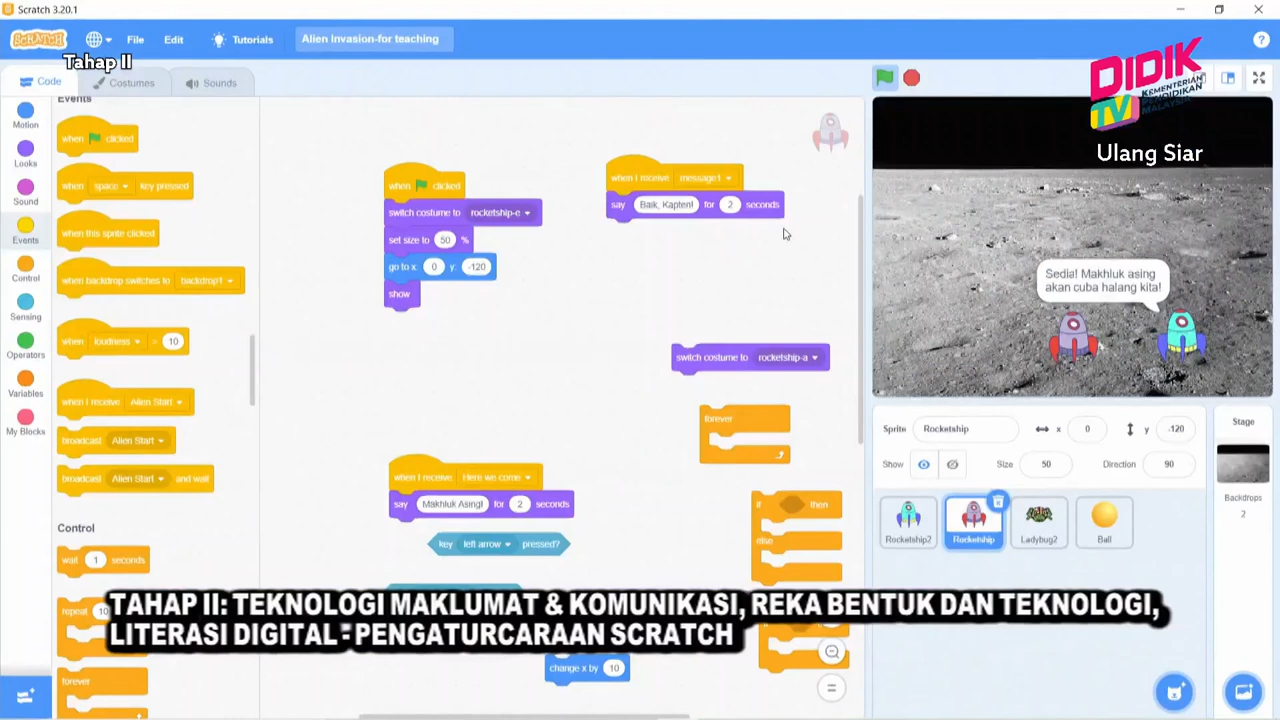 Scratch 3.20.1
SCRATCH
File
Edit
Tutorials
Alien Invasion-for teaching
Tahap II
Code
Costumes
Sounds
DIDIK
TV
KEMENTERIAN
PENDIDIKAN
MALAYSIA
Ulang Siar
Motion
Looks
Sound
Events
Control
Sensing
Operators
Variables
My Blocks
Events
when clicked
when space key pressed
when this sprite clicked
when backdrop switches to backdrop1
when loudness > 10
when I receive Alien Start
broadcast Alien Start
broadcast Alien Start and wait
Control
wait 1 seconds
repeat 10
forever
when clicked
switch costume to rocketship-e
set size to 50 %
go to x: 0 y: -120
show
when I receive message1
say Baik, Kapten! for 2 seconds
switch costume to rocketship-a
forever
when I receive Here we come
say Makhluk Asing! for 2 seconds
key left arrow pressed?
if then
else
change x by 10
Sedia! Makhluk asing
akan cuba halang kita!
Sprite Rocketship x 0 y -120
Show Size 50 Direction 90
Rocketship2
Rocketship
Ladybug2
Ball
Stage
Backdrops
2
TAHAP II: TEKNOLOGI MAKLUMAT & KOMUNIKASI, REKA BENTUK DAN TEKNOLOGI,
LITERASI DIGITAL - PENGATURCARAAN SCRATCH